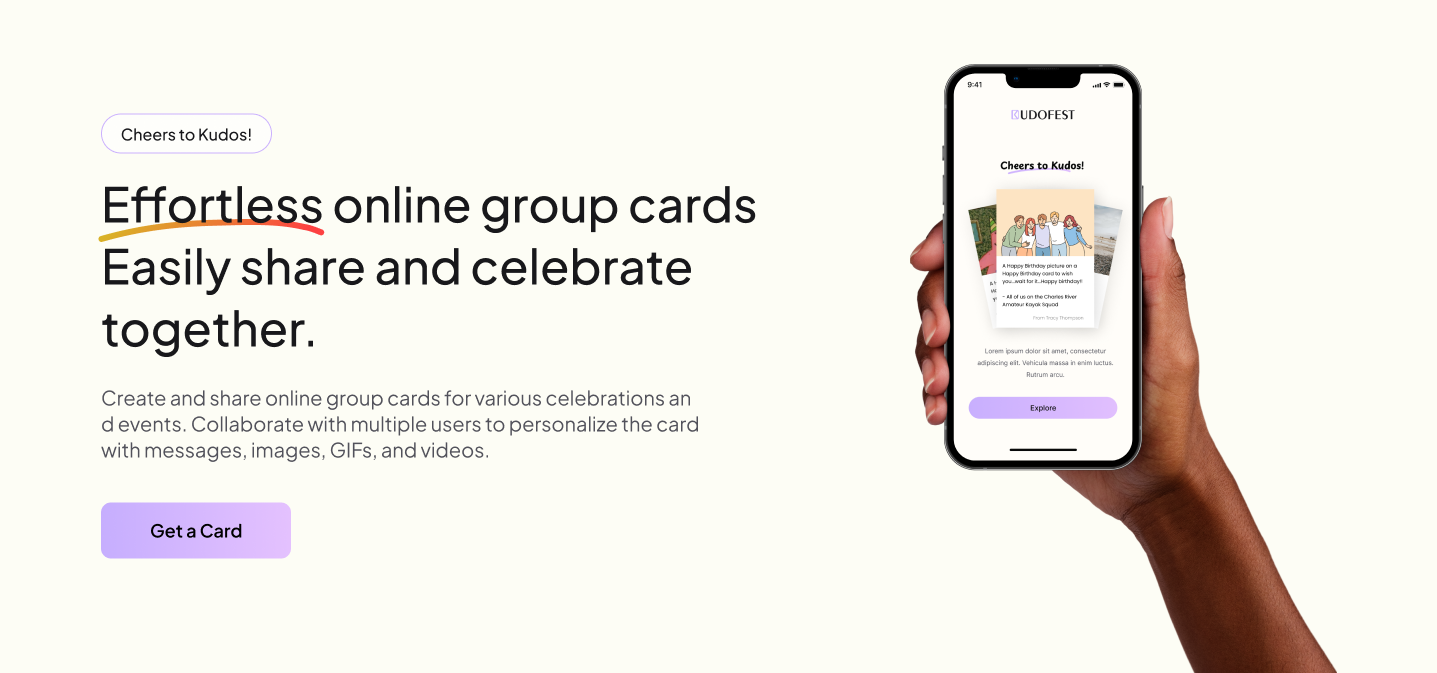 Cheers to Kudos!
Effortless online group cards
Easily share and celebrate
together.
Create and share online group cards for various celebrations an
d events. Collaborate with multiple users to personalize the card
with messages, images, GIFs, and videos.
Get a Card
9:41
KUDOFEST
Cheers to Kudos!
A Happy Birthday picture on a
Happy Birthday card to wish
you...wait for it...Happy birthday!!
- All of us on the Charles River
Amateur Kayak Squad
From Tracy Thompson
Lorem ipsum dolor sit amet, consectetur
adipiscing elit. Vehicula massa in enim luctus.
Rutrum arcu.
Explore